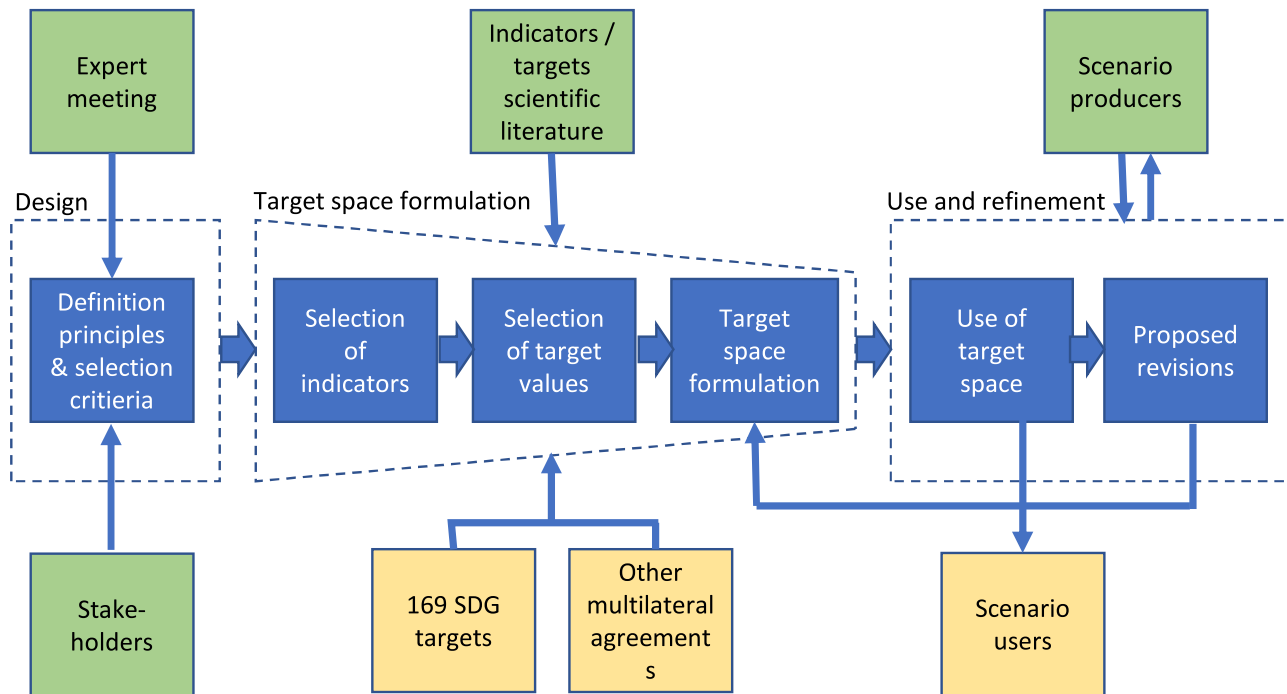 Expert
meeting
Indicators /
targets
scientific
literature
Scenario
producers
Design
Target space formulation
Use and refinement
Definition
principles
& selection
critieria
Selection
of
indicators
Selection
of target
values
Target
space
formulation
Use of
target
space
Proposed
revisions
Stake-
holders
169 SDG
targets
Other
multilateral
agreement
s
Scenario
users